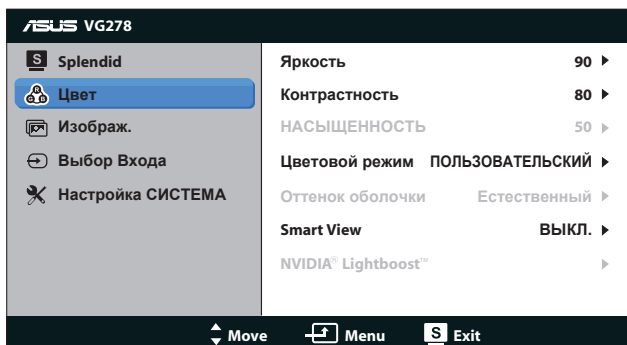 ASUS VG278
S Splendid
Цвет
Изображ.
Выбор Входа
Настройка СИСТЕМА
Яркость 90
Контрастность 80
НАСЫЩЕННОСТЬ 50
Цветовой режим ПОЛЬЗОВАТЕЛЬСКИЙ
Оттенок оболочки Естественный
Smart View ВЫКЛ.
NVIDIA® Lightboost™
Move Menu S Exit